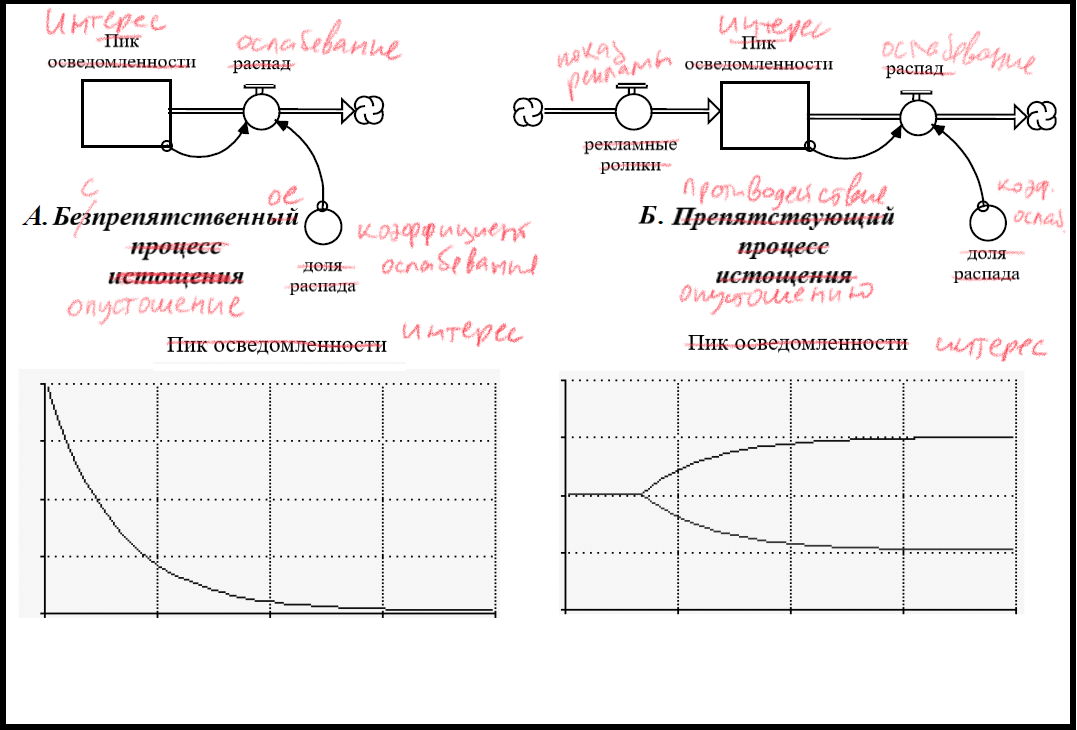 Интерес
Пик
осведомленности
ослабевание
распад
показ
рекламы
интерес
Пик
осведомленности
ослабевание
распад
рекламные
ролики
с
ое
А. Безпрепятственный
процесс
истощения
опустошение
коэффициент
ослабевания
доля
распада
противодействие
Б. Препятствующий
процесс
истощения
опустошению
коэф.
ослаб
доля
распада
Пик осведомленности
интерес
Пик осведомленности
интерес